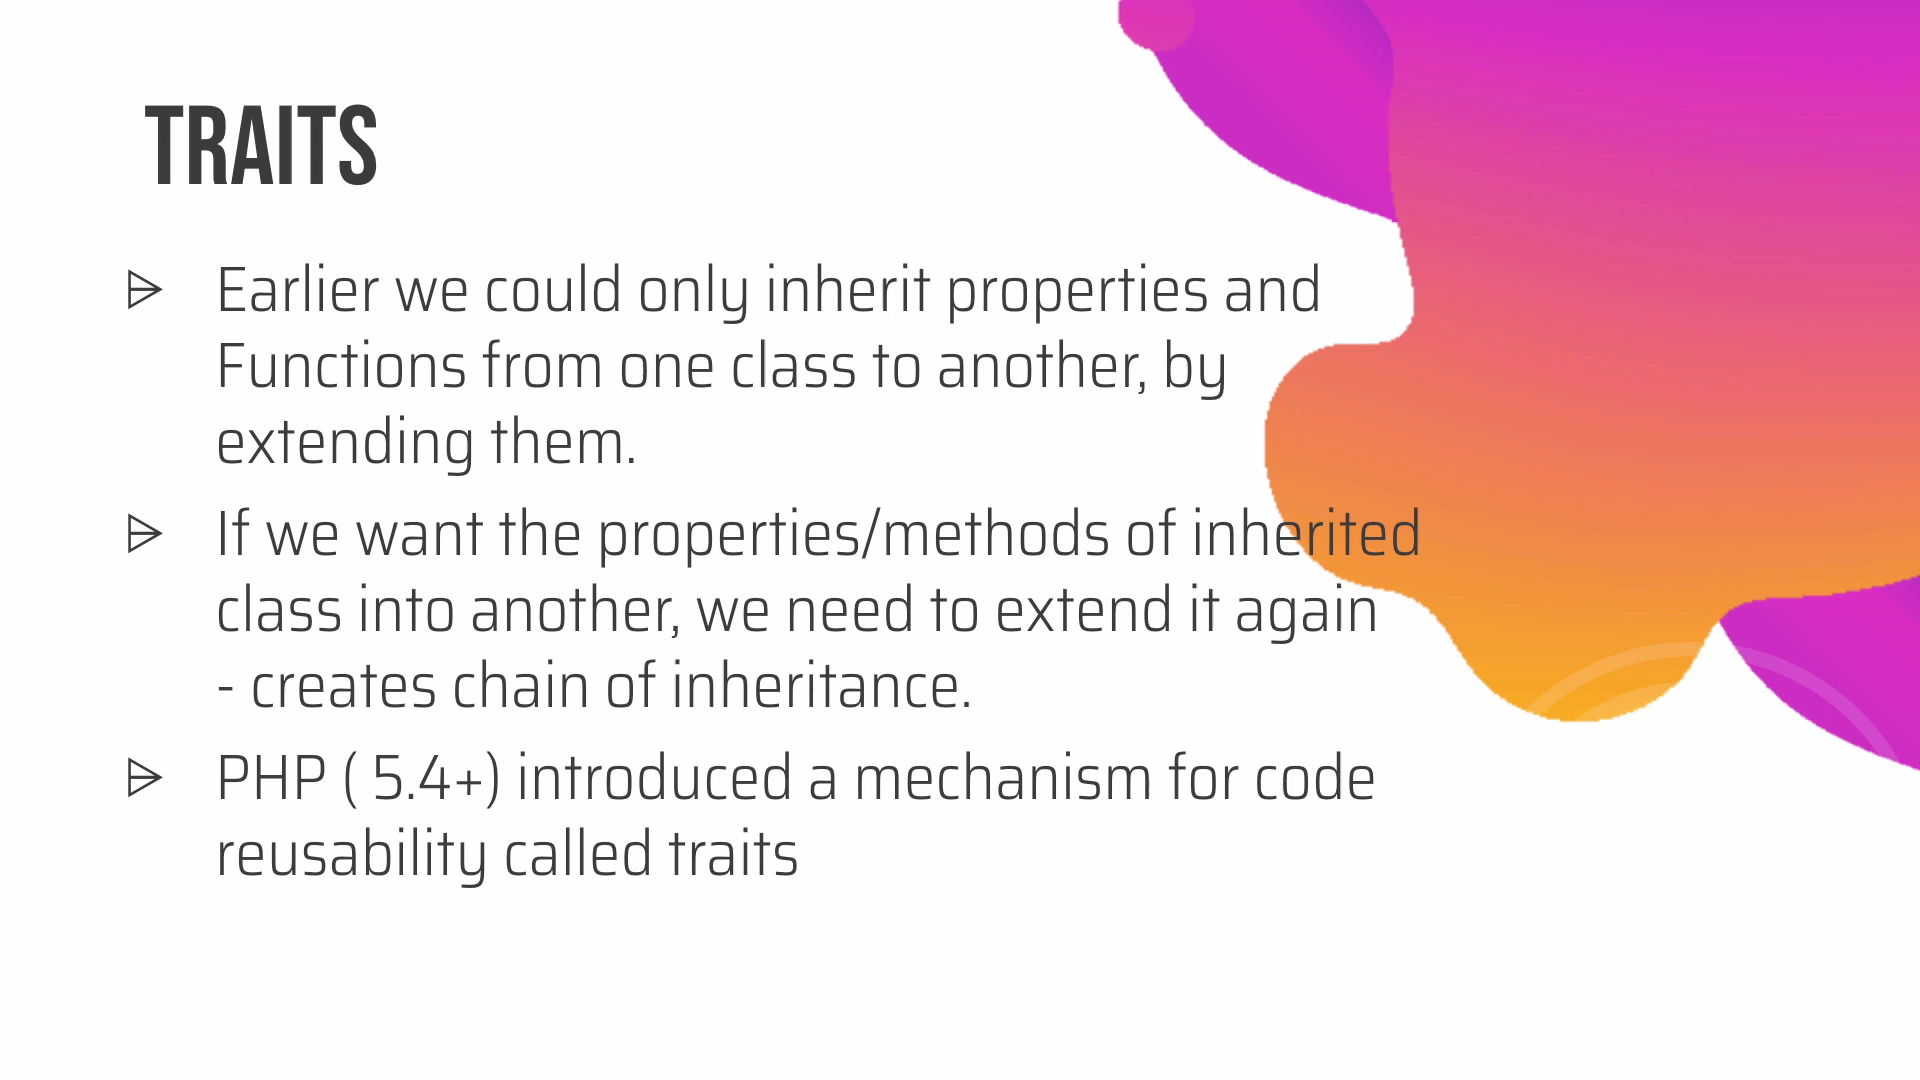 TRAITS
Earlier we could only inherit properties and
Functions from one class to another, by
extending them.
If we want the properties/methods of inherited
class into another, we need to extend it again
- creates chain of inheritance.
PHP ( 5.4+) introduced a mechanism for code
reusability called traits